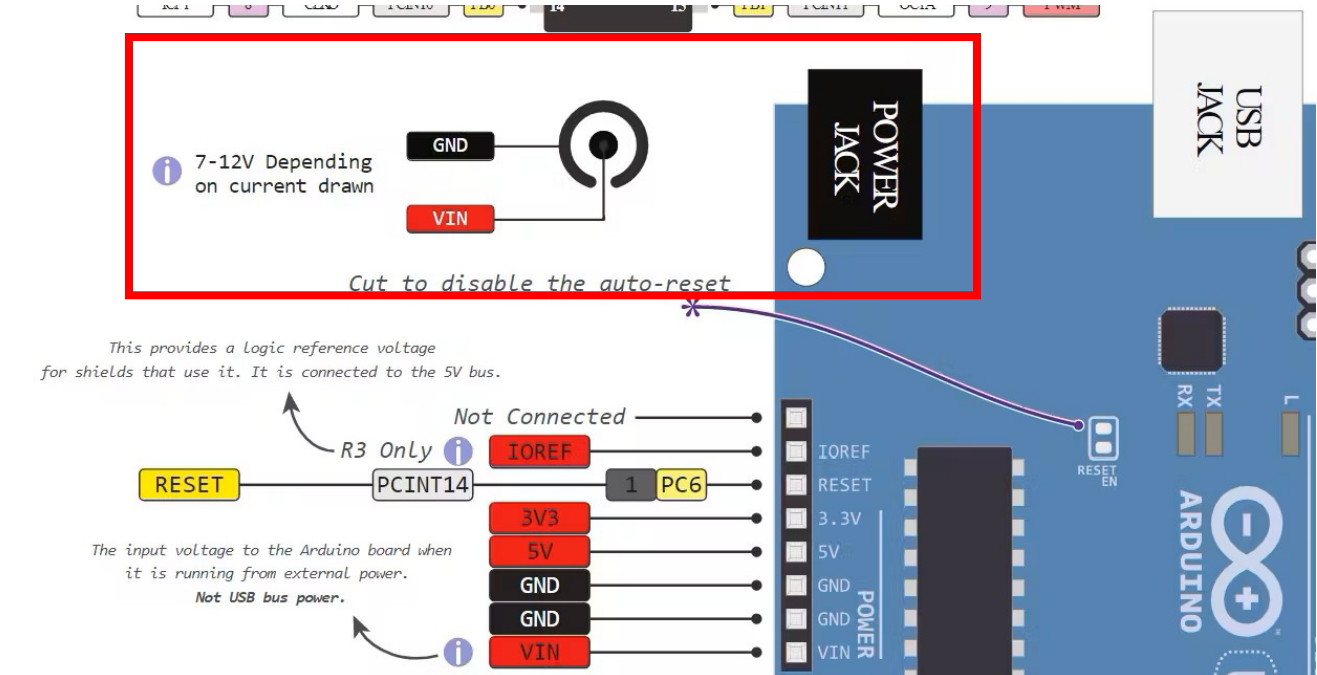 14
15
GND
7-12V Depending
on current drawn
VIN
POWER
JACK
USB
JACK
Cut to disable the auto-reset
*
This provides a logic reference voltage
for shields that use it. It is connected to the 5V bus.
Not Connected
R3 Only
IOREF
IOREF
RESET
PCINT14
1
PC6
RESET
3V3
3.3V
The input voltage to the Arduino board when
it is running from external power.
Not USB bus power.
5V
5V
GND
GND
GND
GND
VIN
VIN
POWER
RX
TX
L
RESET
EN
ARDUINO